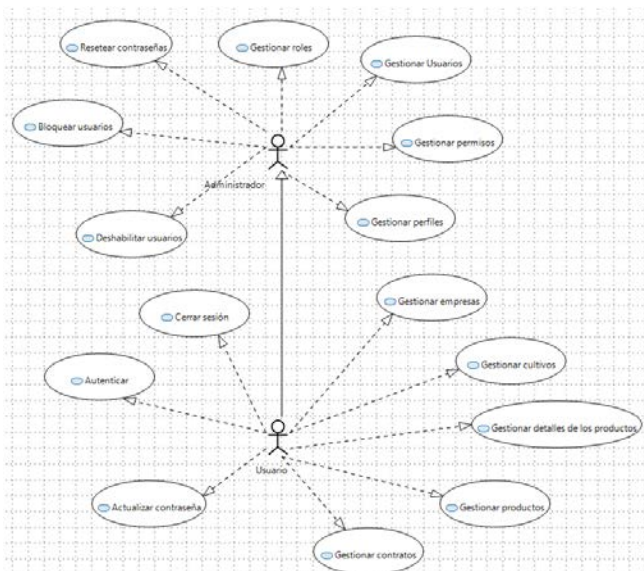 Resetear contraseñas
Gestionar roles
Gestionar Usuarios
Bloquear usuarios
Gestionar permisos
Administrador
Deshabilitar usuarios
Gestionar perfiles
Gestionar empresas
Cerrar sesión
Gestionar cultivos
Autenticar
Gestionar detalles de los productos
Usuario
Actualizar contraseña
Gestionar productos
Gestionar contratos